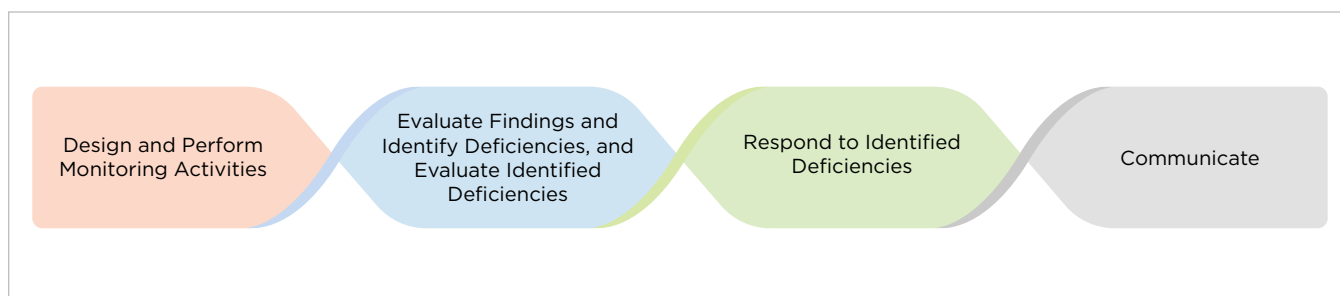 Design and Perform
Monitoring Activities
Evaluate Findings and
Identify Deficiencies, and
Evaluate Identified
Deficiencies
Respond to Identified
Deficiencies
Communicate